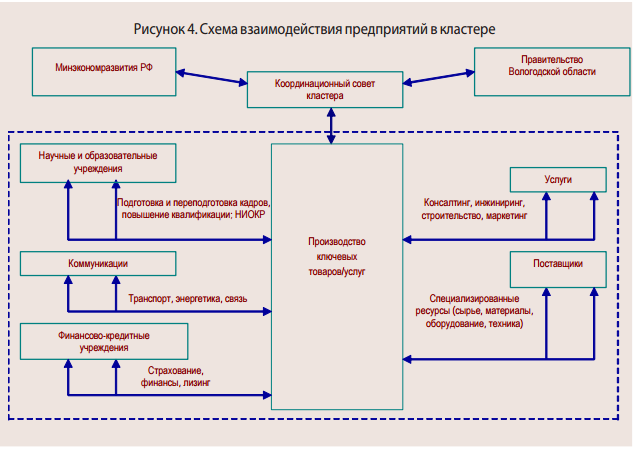 Рисунок 4. Схема взаимодействия предприятий в кластере
Минэкономразвития РФ
Координационный совет
кластера
Правительство
Вологодской области
Научные и образовательные
учреждения
Подготовка и переподготовка кадров,
повышение квалификации; НИОКР
Коммуникации
Транспорт, энергетика, связь
Финансово-кредитные
учреждения
Страхование,
финансы, лизинг
Производство
ключевых
товаров/услуг
Услуги
Консалтинг, инжиниринг,
строительство, маркетинг
Поставщики
Специализированные
ресурсы (сырье, материалы,
оборудование, техника)